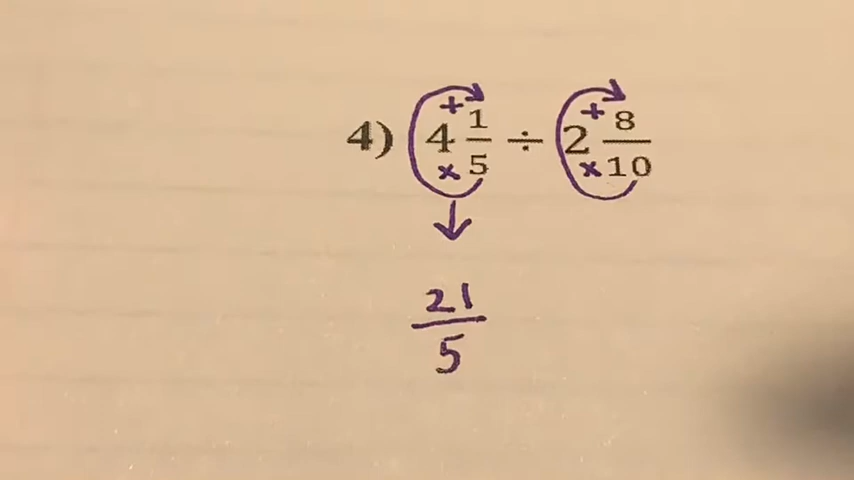 4) 4 1/5 ÷ 2 8/10
+ +
× ×
21/5